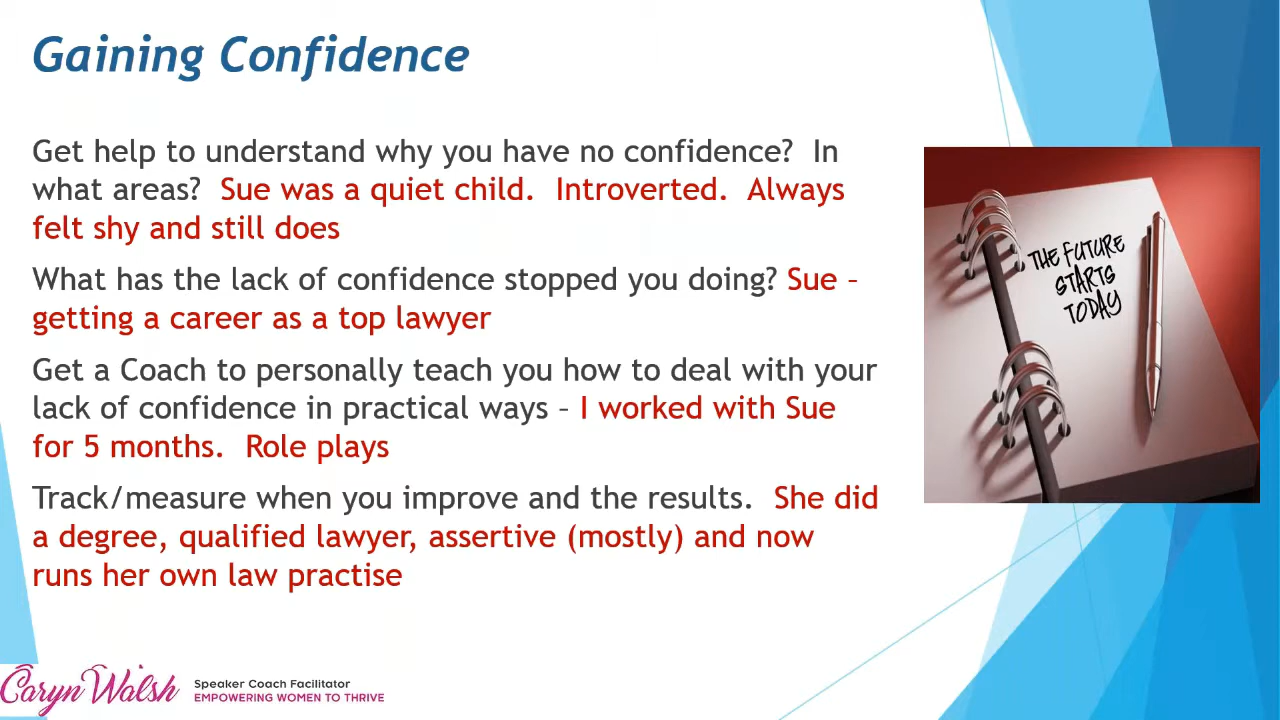 Gaining Confidence
Get help to understand why you have no confidence?  In
what areas?  Sue was a quiet child.  Introverted.  Always
felt shy and still does
What has the lack of confidence stopped you doing? Sue –
getting a career as a top lawyer
Get a Coach to personally teach you how to deal with your
lack of confidence in practical ways – I worked with Sue
for 5 months.  Role plays
Track/measure when you improve and the results.  She did
a degree, qualified lawyer, assertive (mostly) and now
runs her own law practise
THE FUTURE
STARTS
TODAY
Caryn Walsh
Speaker Coach Facilitator
EMPOWERING WOMEN TO THRIVE